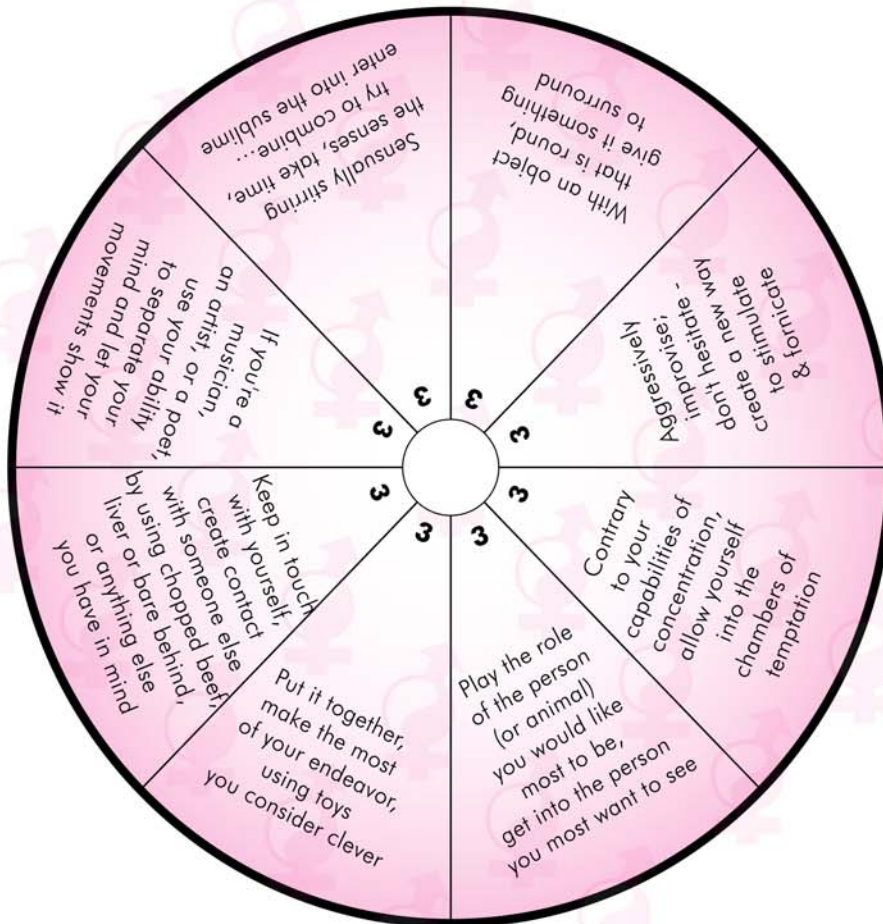 With an object
that is round,
give it something
to surround
3
Aggressively
improvise;
don't hesitate -
create a new way
to stimulate
& fornicate
3
Contrary
to your
capabilities of
concentration,
allow yourself
into the
chambers of
temptation
3
Play the role
of the person
(or animal)
you would like
most to be,
get into the person
you most want to see
3
Put it together,
make the most
of your endeavor,
using toys
you consider clever
3
Keep in touch
with yourself,
create contact
with someone else
by using chopped beef,
liver or bare behind,
or anything else
you have in mind
3
If you're a
musician,
an artist, or a poet,
use your ability
to separate your
mind and let your
movements show it
3
Sensually stirring
the senses, take time,
try to combine...
enter into the sublime
3